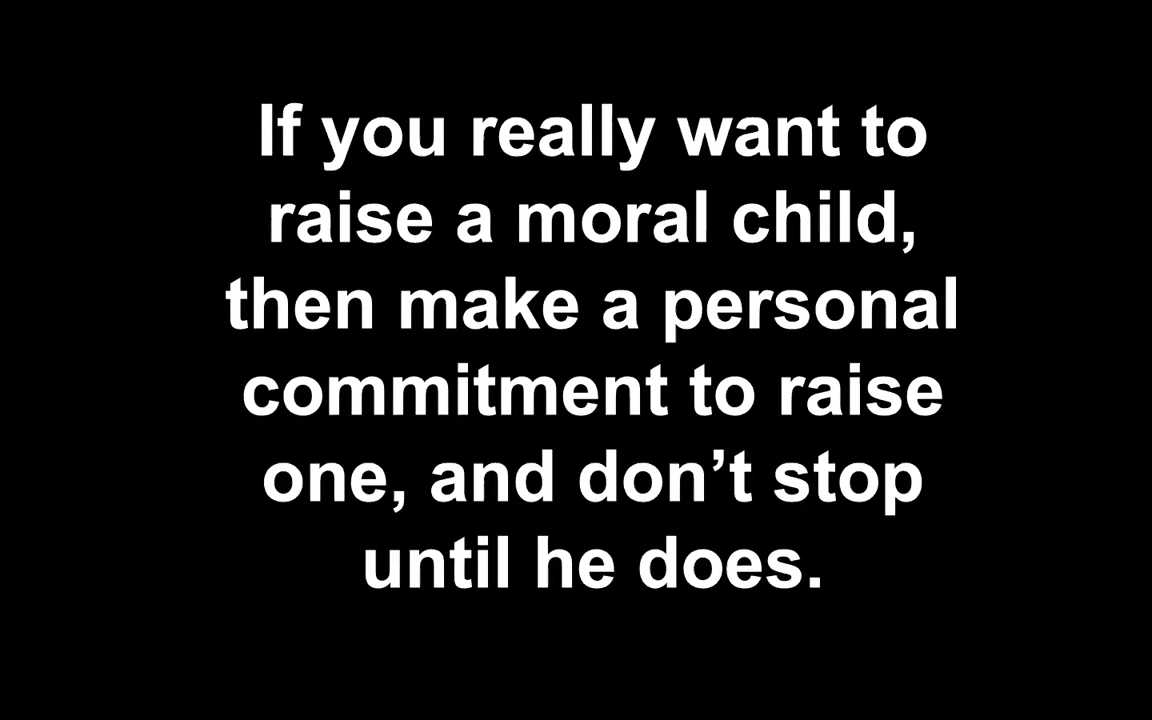 If you really want to
raise a moral child,
then make a personal
commitment to raise
one, and don’t stop
until he does.